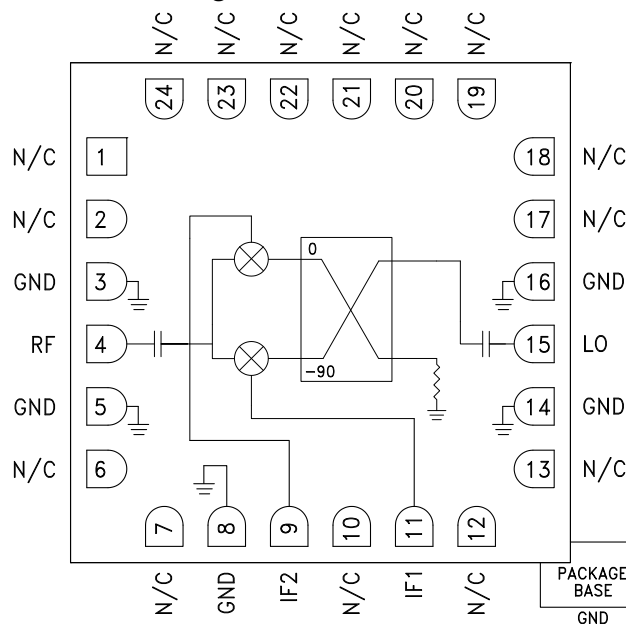 N/C N/C N/C N/C N/C N/C
24 23 22 21 20 19
N/C 1 18 N/C
N/C 2 17 N/C
GND 3 16 GND
0
RF 4 15 LO
-90
GND 5 14 GND
N/C 6 13 N/C
7 8 9 10 11 12
N/C GND IF2 N/C IF1 N/C
PACKAGE
BASE
GND